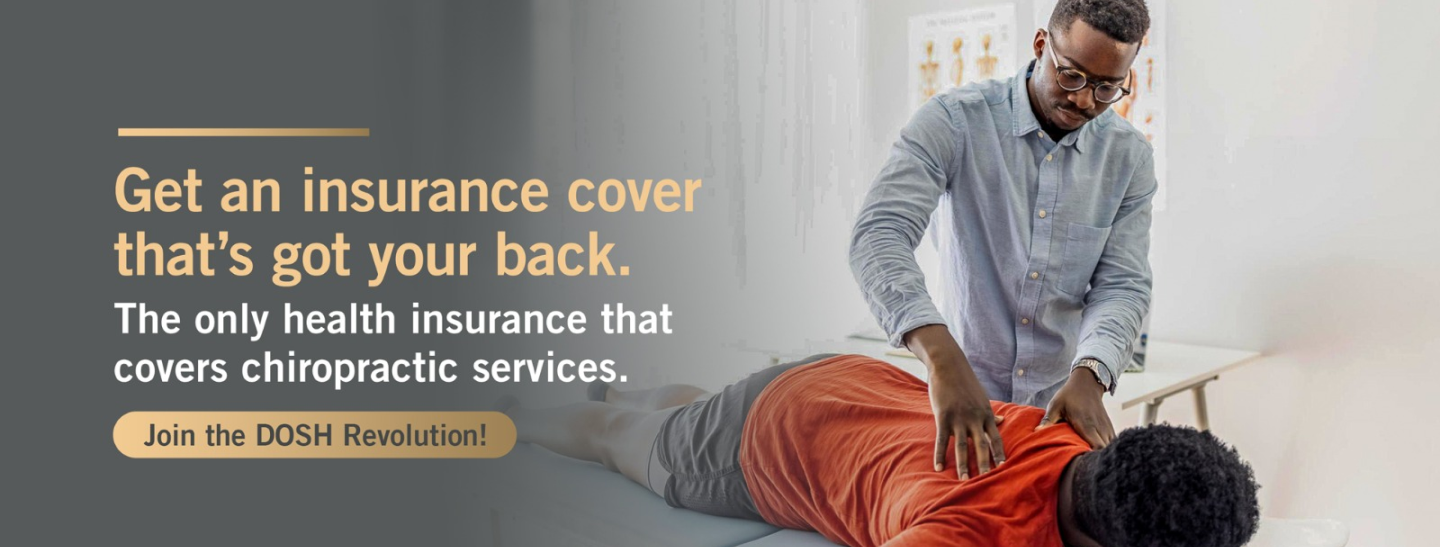 Get an insurance cover
that's got your back.
The only health insurance that
covers chiropractic services.
Join the DOSH Revolution!